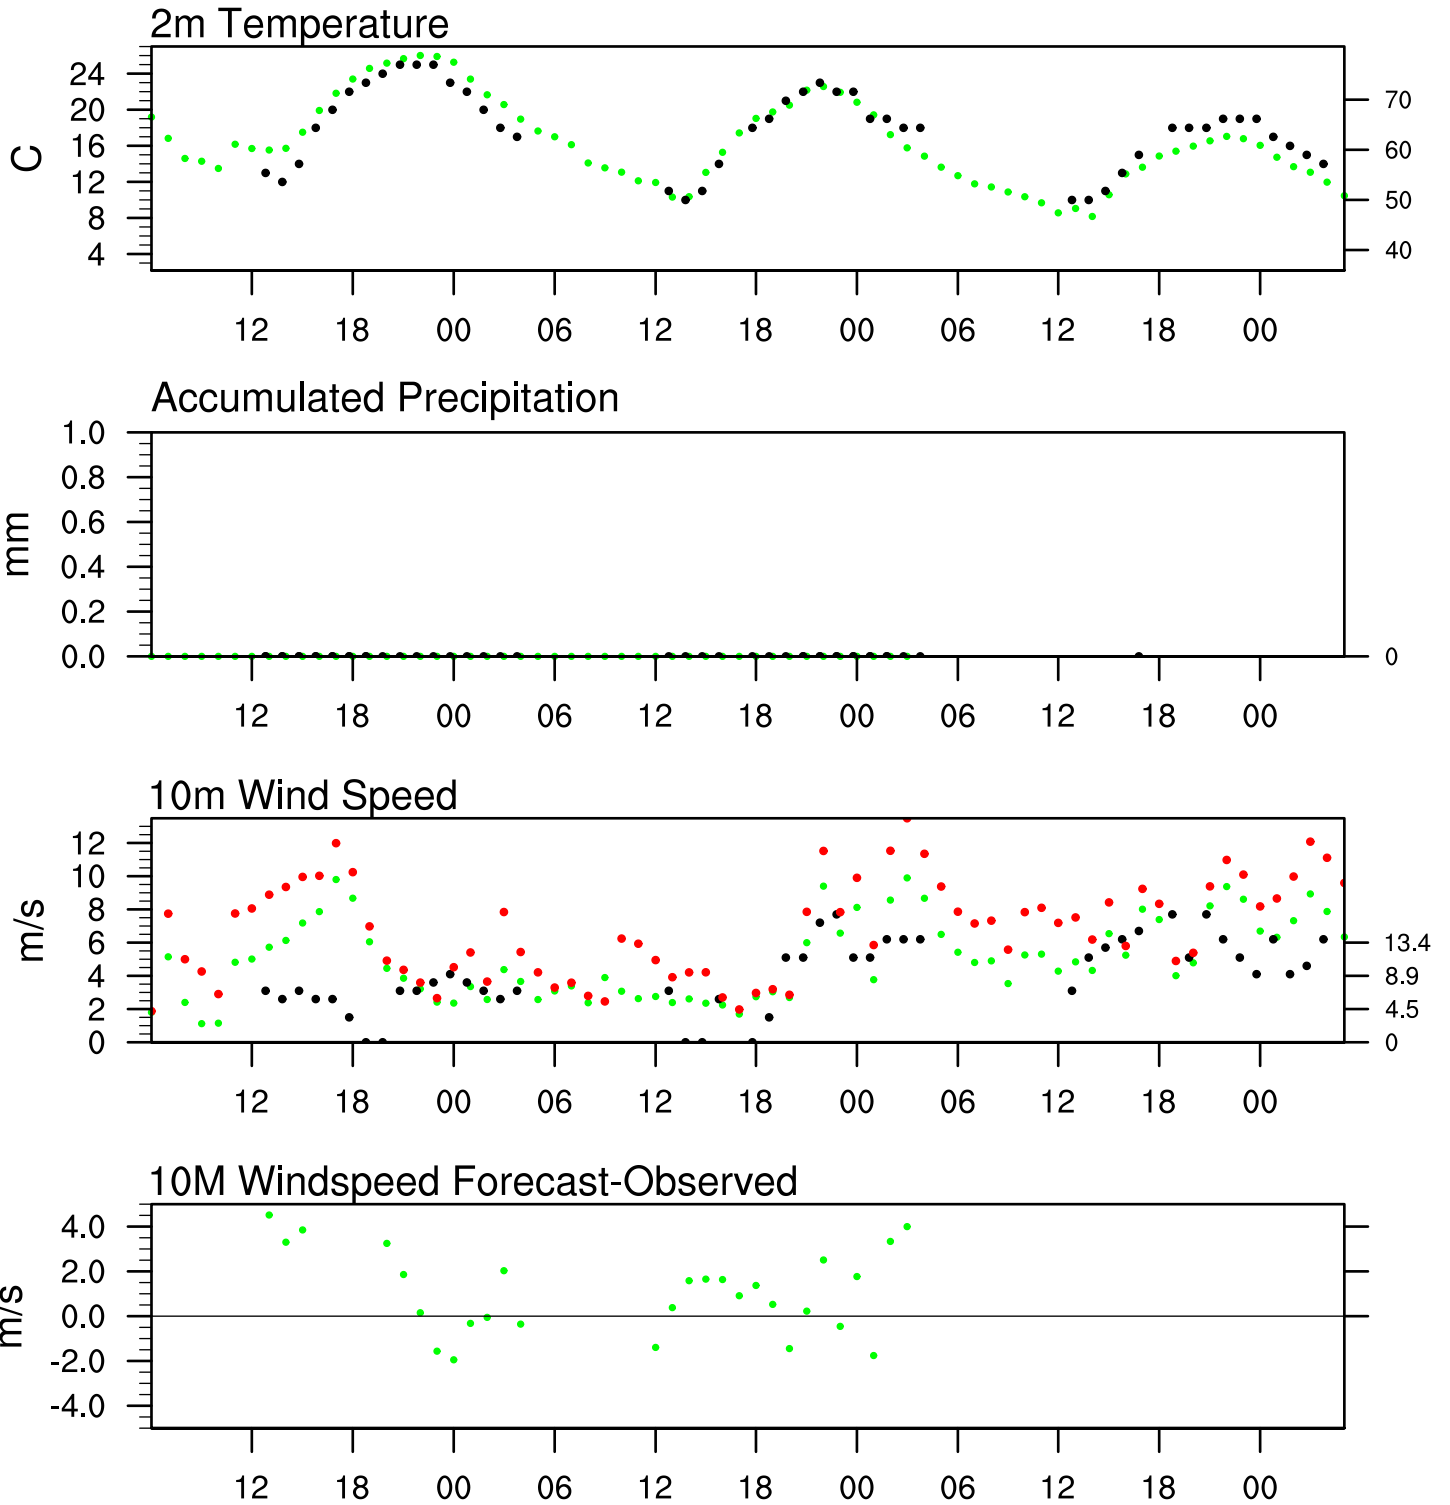 2m Temperature
C
24
20
16
12
8
4
70
60
50
40
12 18 00 06 12 18 00 06 12 18 00
Accumulated Precipitation
mm
1.0
0.8
0.6
0.4
0.2
0.0
0
12 18 00 06 12 18 00 06 12 18 00
10m Wind Speed
m/s
12
10
8
6
4
2
0
13.4
8.9
4.5
0
12 18 00 06 12 18 00 06 12 18 00
10M Windspeed Forecast-Observed
m/s
4.0
2.0
0.0
-2.0
-4.0
12 18 00 06 12 18 00 06 12 18 00